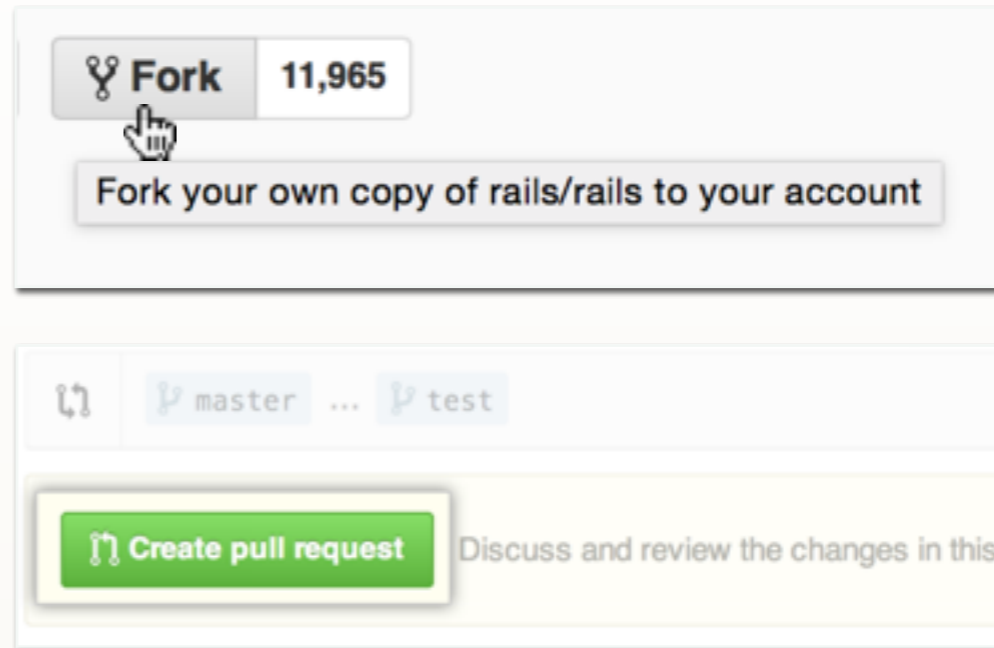 Fork 11,965
Fork your own copy of rails/rails to your account
master ... test
Create pull request Discuss and review the changes in this